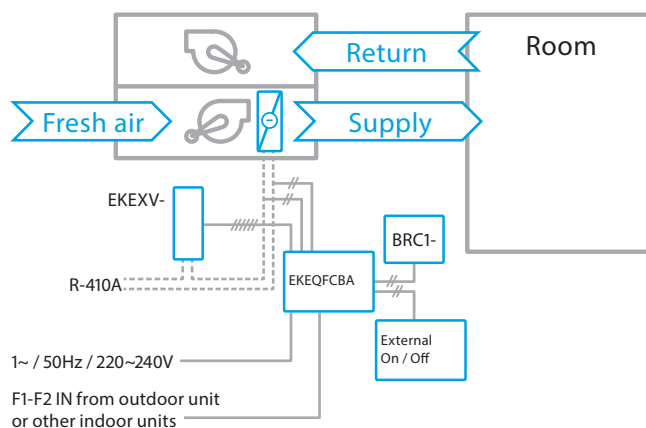 Return
Room
Fresh air
Supply
EKEXV-
BRC1-
R-410A
EKEQFCBA
External
On / Off
1~ / 50Hz / 220~240V
F1-F2 IN from outdoor unit
or other indoor units